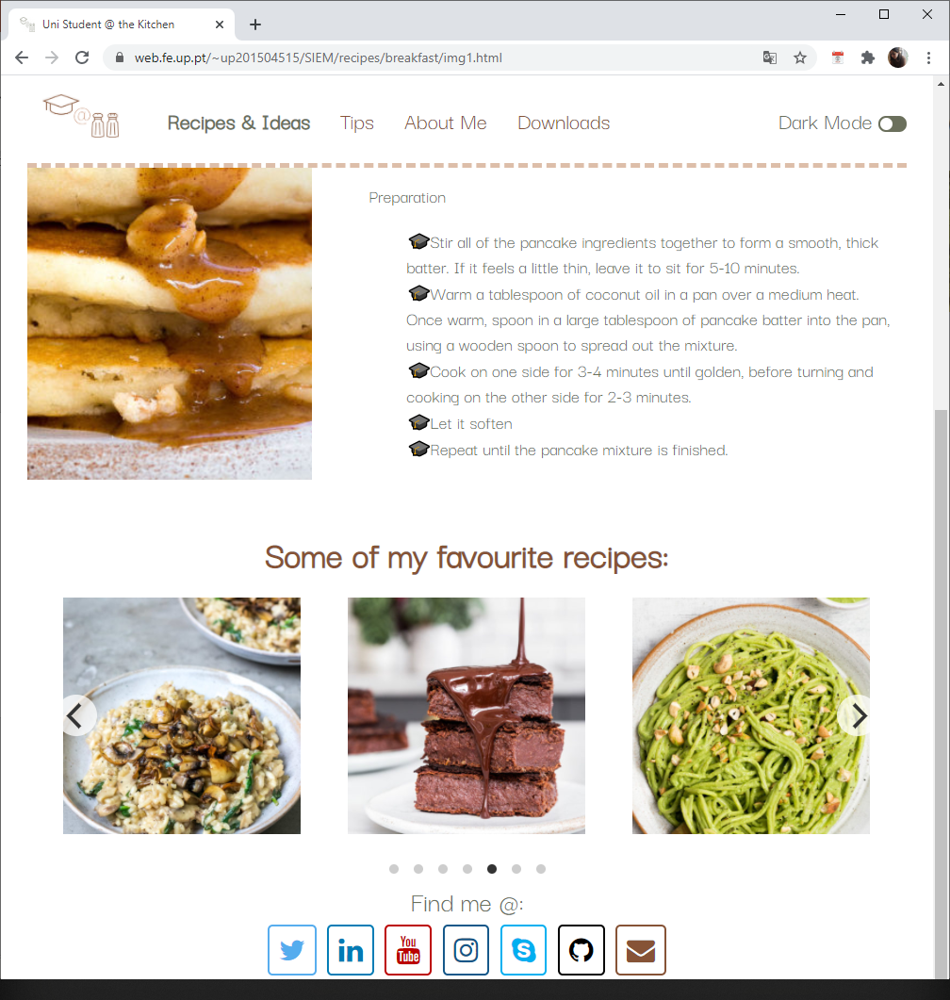 Uni Student @ the Kitchen
web.fe.up.pt/~up201504515/SIEM/recipes/breakfast/img1.html
@
Recipes & Ideas Tips About Me Downloads Dark Mode
Preparation
Stir all of the pancake ingredients together to form a smooth, thick
batter. If it feels a little thin, leave it to sit for 5-10 minutes.
Warm a tablespoon of coconut oil in a pan over a medium heat.
Once warm, spoon in a large tablespoon of pancake batter into the pan,
using a wooden spoon to spread out the mixture.
Cook on one side for 3-4 minutes until golden, before turning and
cooking on the other side for 2-3 minutes.
Let it soften
Repeat until the pancake mixture is finished.
Some of my favourite recipes:
Find me @:
in
You
Tube